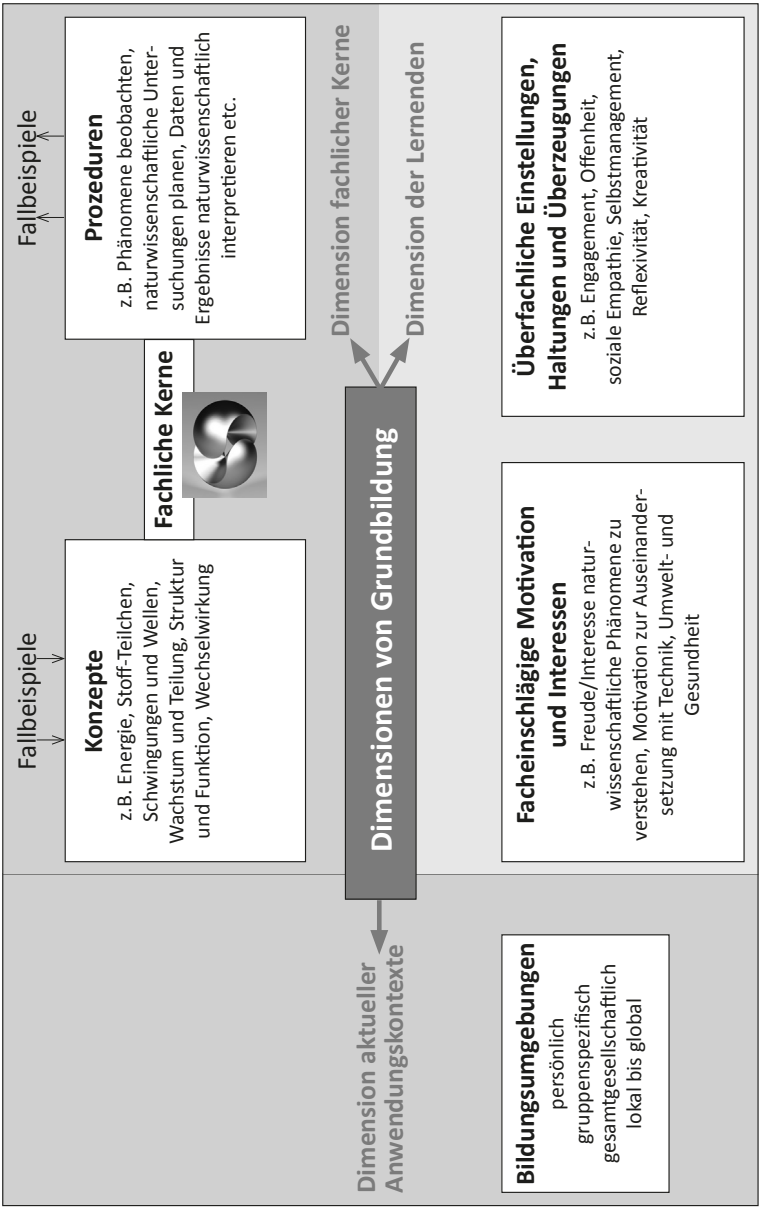 Fallbeispiele
Konzepte
z.B. Energie, Stoff-Teilchen,
Schwingungen und Wellen,
Wachstum und Teilung, Struktur
und Funktion, Wechselwirkung
Fachliche Kerne
Fallbeispiele
Prozeduren
z.B. Phänomene beobachten,
naturwissenschaftliche Unter-
suchungen planen, Daten und
Ergebnisse naturwissenschaftlich
interpretieren etc.
Dimension aktueller
Anwendungskontexte
Dimensionen von Grundbildung
Dimension fachlicher Kerne
Dimension der Lernenden
Bildungsumgebungen
persönlich
gruppenspezifisch
gesamtgesellschaftlich
lokal bis global
Facheinschlägige Motivation
und Interessen
z.B. Freude/Interesse natur-
wissenschaftliche Phänomene zu
verstehen, Motivation zur Auseinander-
setzung mit Technik, Umwelt- und
Gesundheit
Überfachliche Einstellungen,
Haltungen und Überzeugungen
z.B. Engagement, Offenheit,
soziale Empathie, Selbstmanagement,
Reflexivität, Kreativität